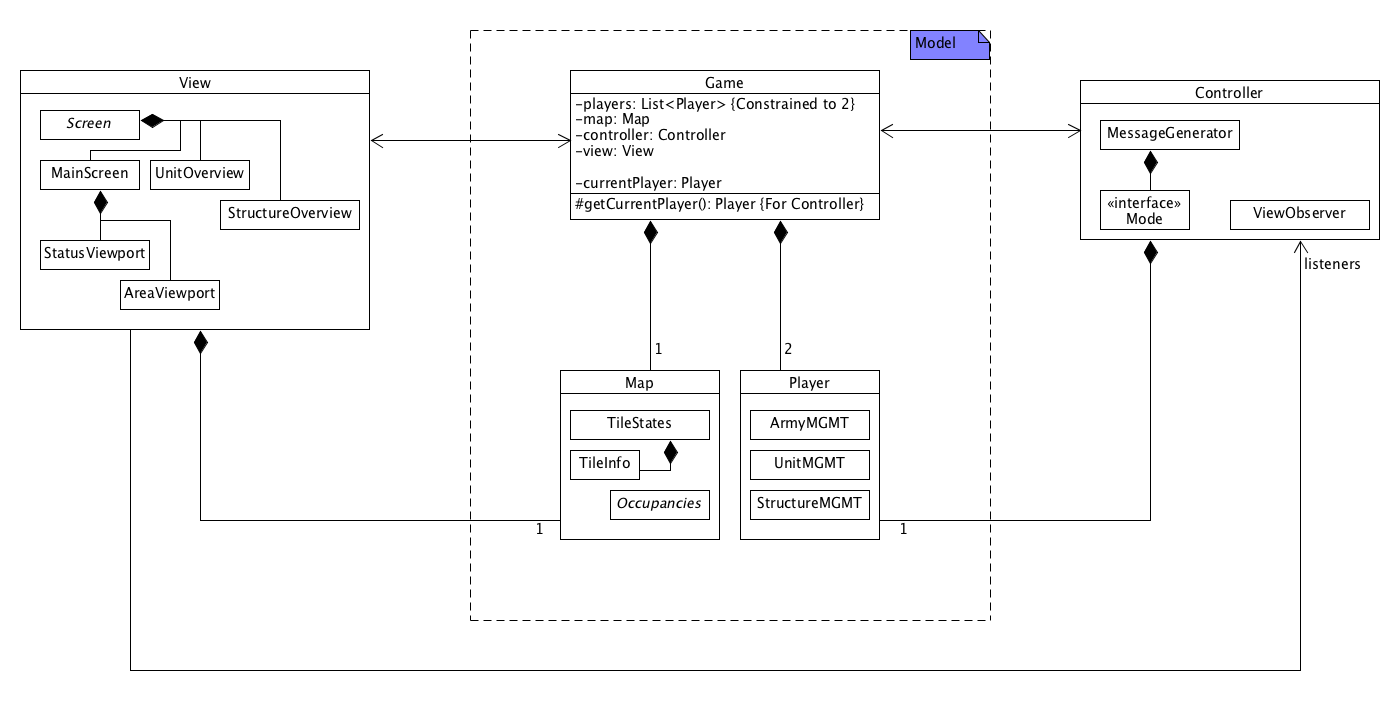 Model
View
Screen
MainScreen
UnitOverview
StructureOverview
StatusViewport
AreaViewport
Game
-players: List<Player> {Constrained to 2}
-map: Map
-controller: Controller
-view: View
-currentPlayer: Player
#getCurrentPlayer(): Player {For Controller}
Controller
MessageGenerator
«interface»
Mode
ViewObserver
listeners
1
2
Map
TileStates
TileInfo
Occupancies
Player
ArmyMGMT
UnitMGMT
StructureMGMT
1
1